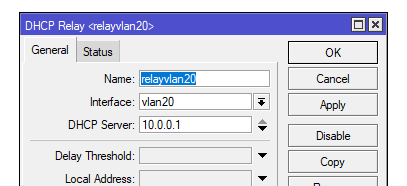 DHCP Relay <relayvlan20>
General Status OK
Name: relayvlan20 Cancel
Interface: vlan20 Apply
DHCP Server: 10.0.0.1
Disable
Delay Threshold: Copy
Local Address: